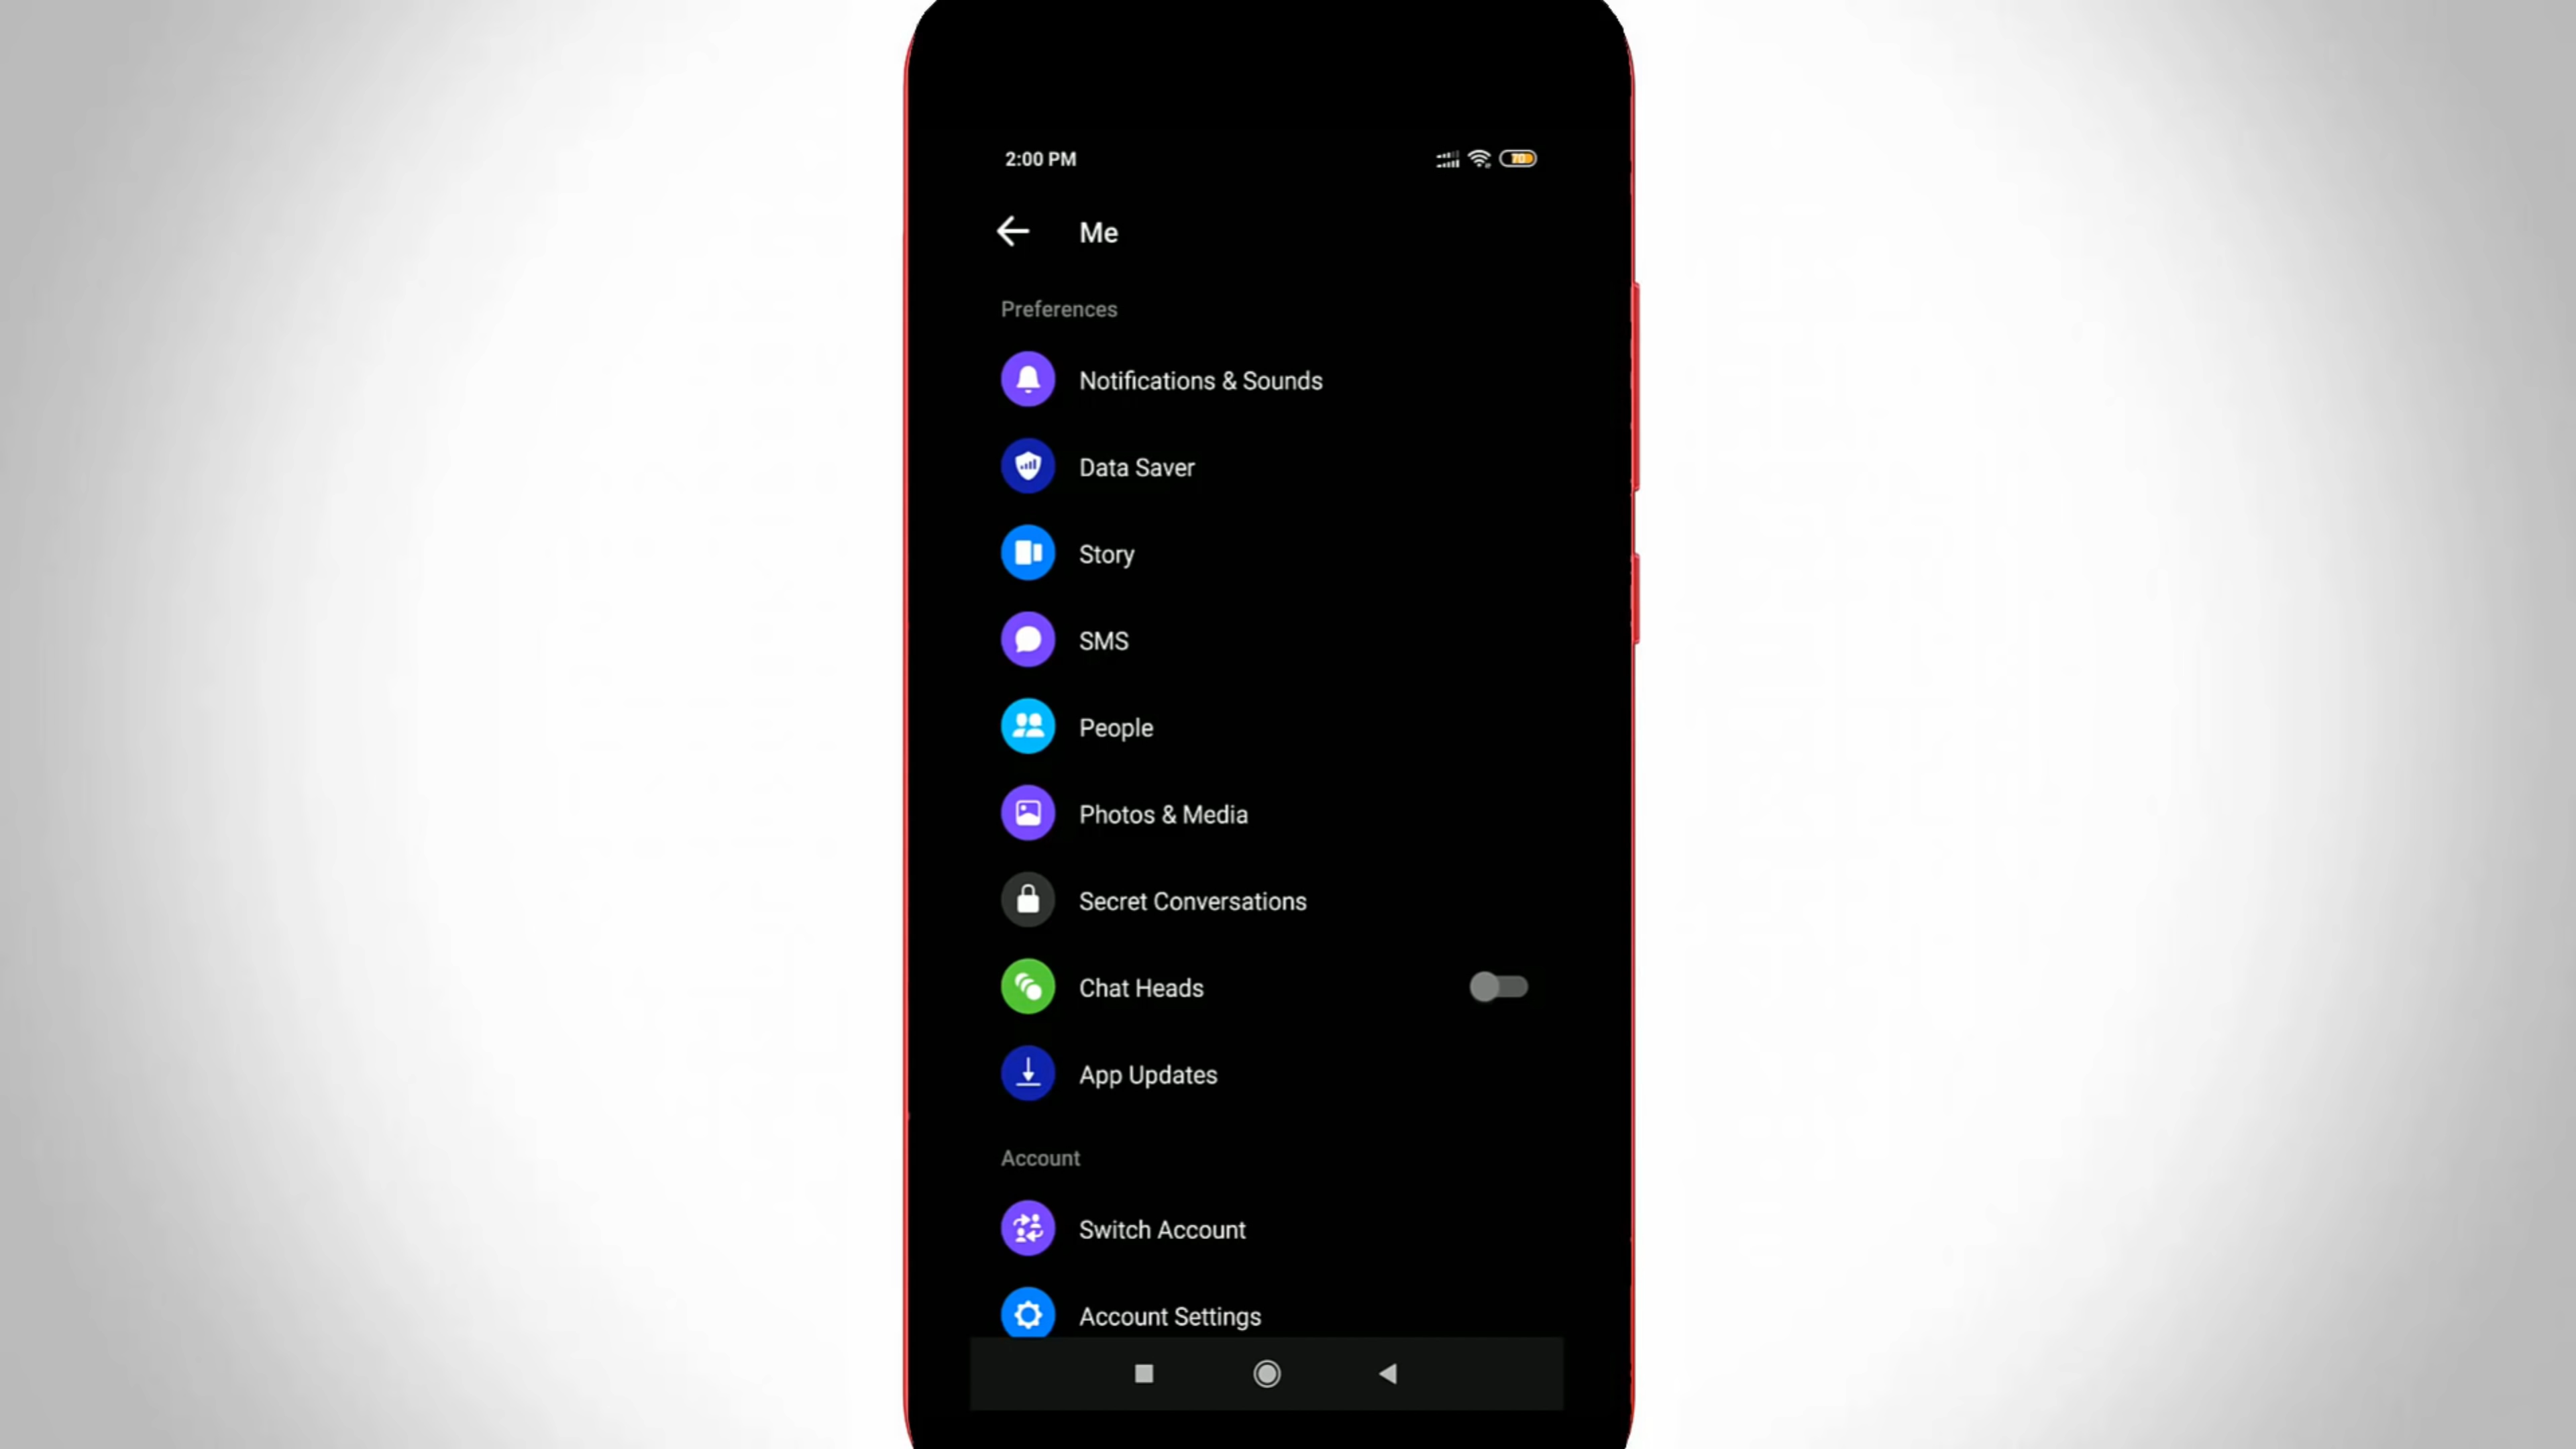 2:00 PM
70
Me
Preferences
Notifications & Sounds
Data Saver
Story
SMS
People
Photos & Media
Secret Conversations
Chat Heads
App Updates
Account
Switch Account
Account Settings